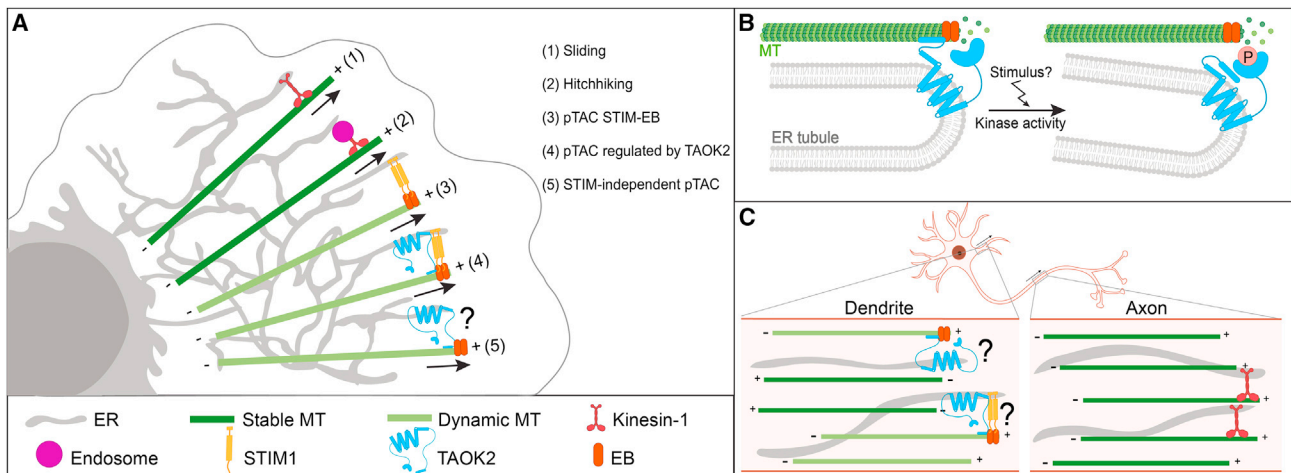 A
+ (1)
+ (2)
+ (3)
+ (4)
?
+ (5)
-
-
-
-
-
(1) Sliding
(2) Hitchhiking
(3) pTAC STIM-EB
(4) pTAC regulated by TAOK2
(5) STIM-independent pTAC
ER
Stable MT
Dynamic MT
Kinesin-1
Endosome
STIM1
TAOK2
EB
B
MT
ER tubule
Stimulus?
Kinase activity
P
C
Dendrite
- +
?
+ -
+ -
?
- +
- +
Axon
- +
- +
- +
- +
- +